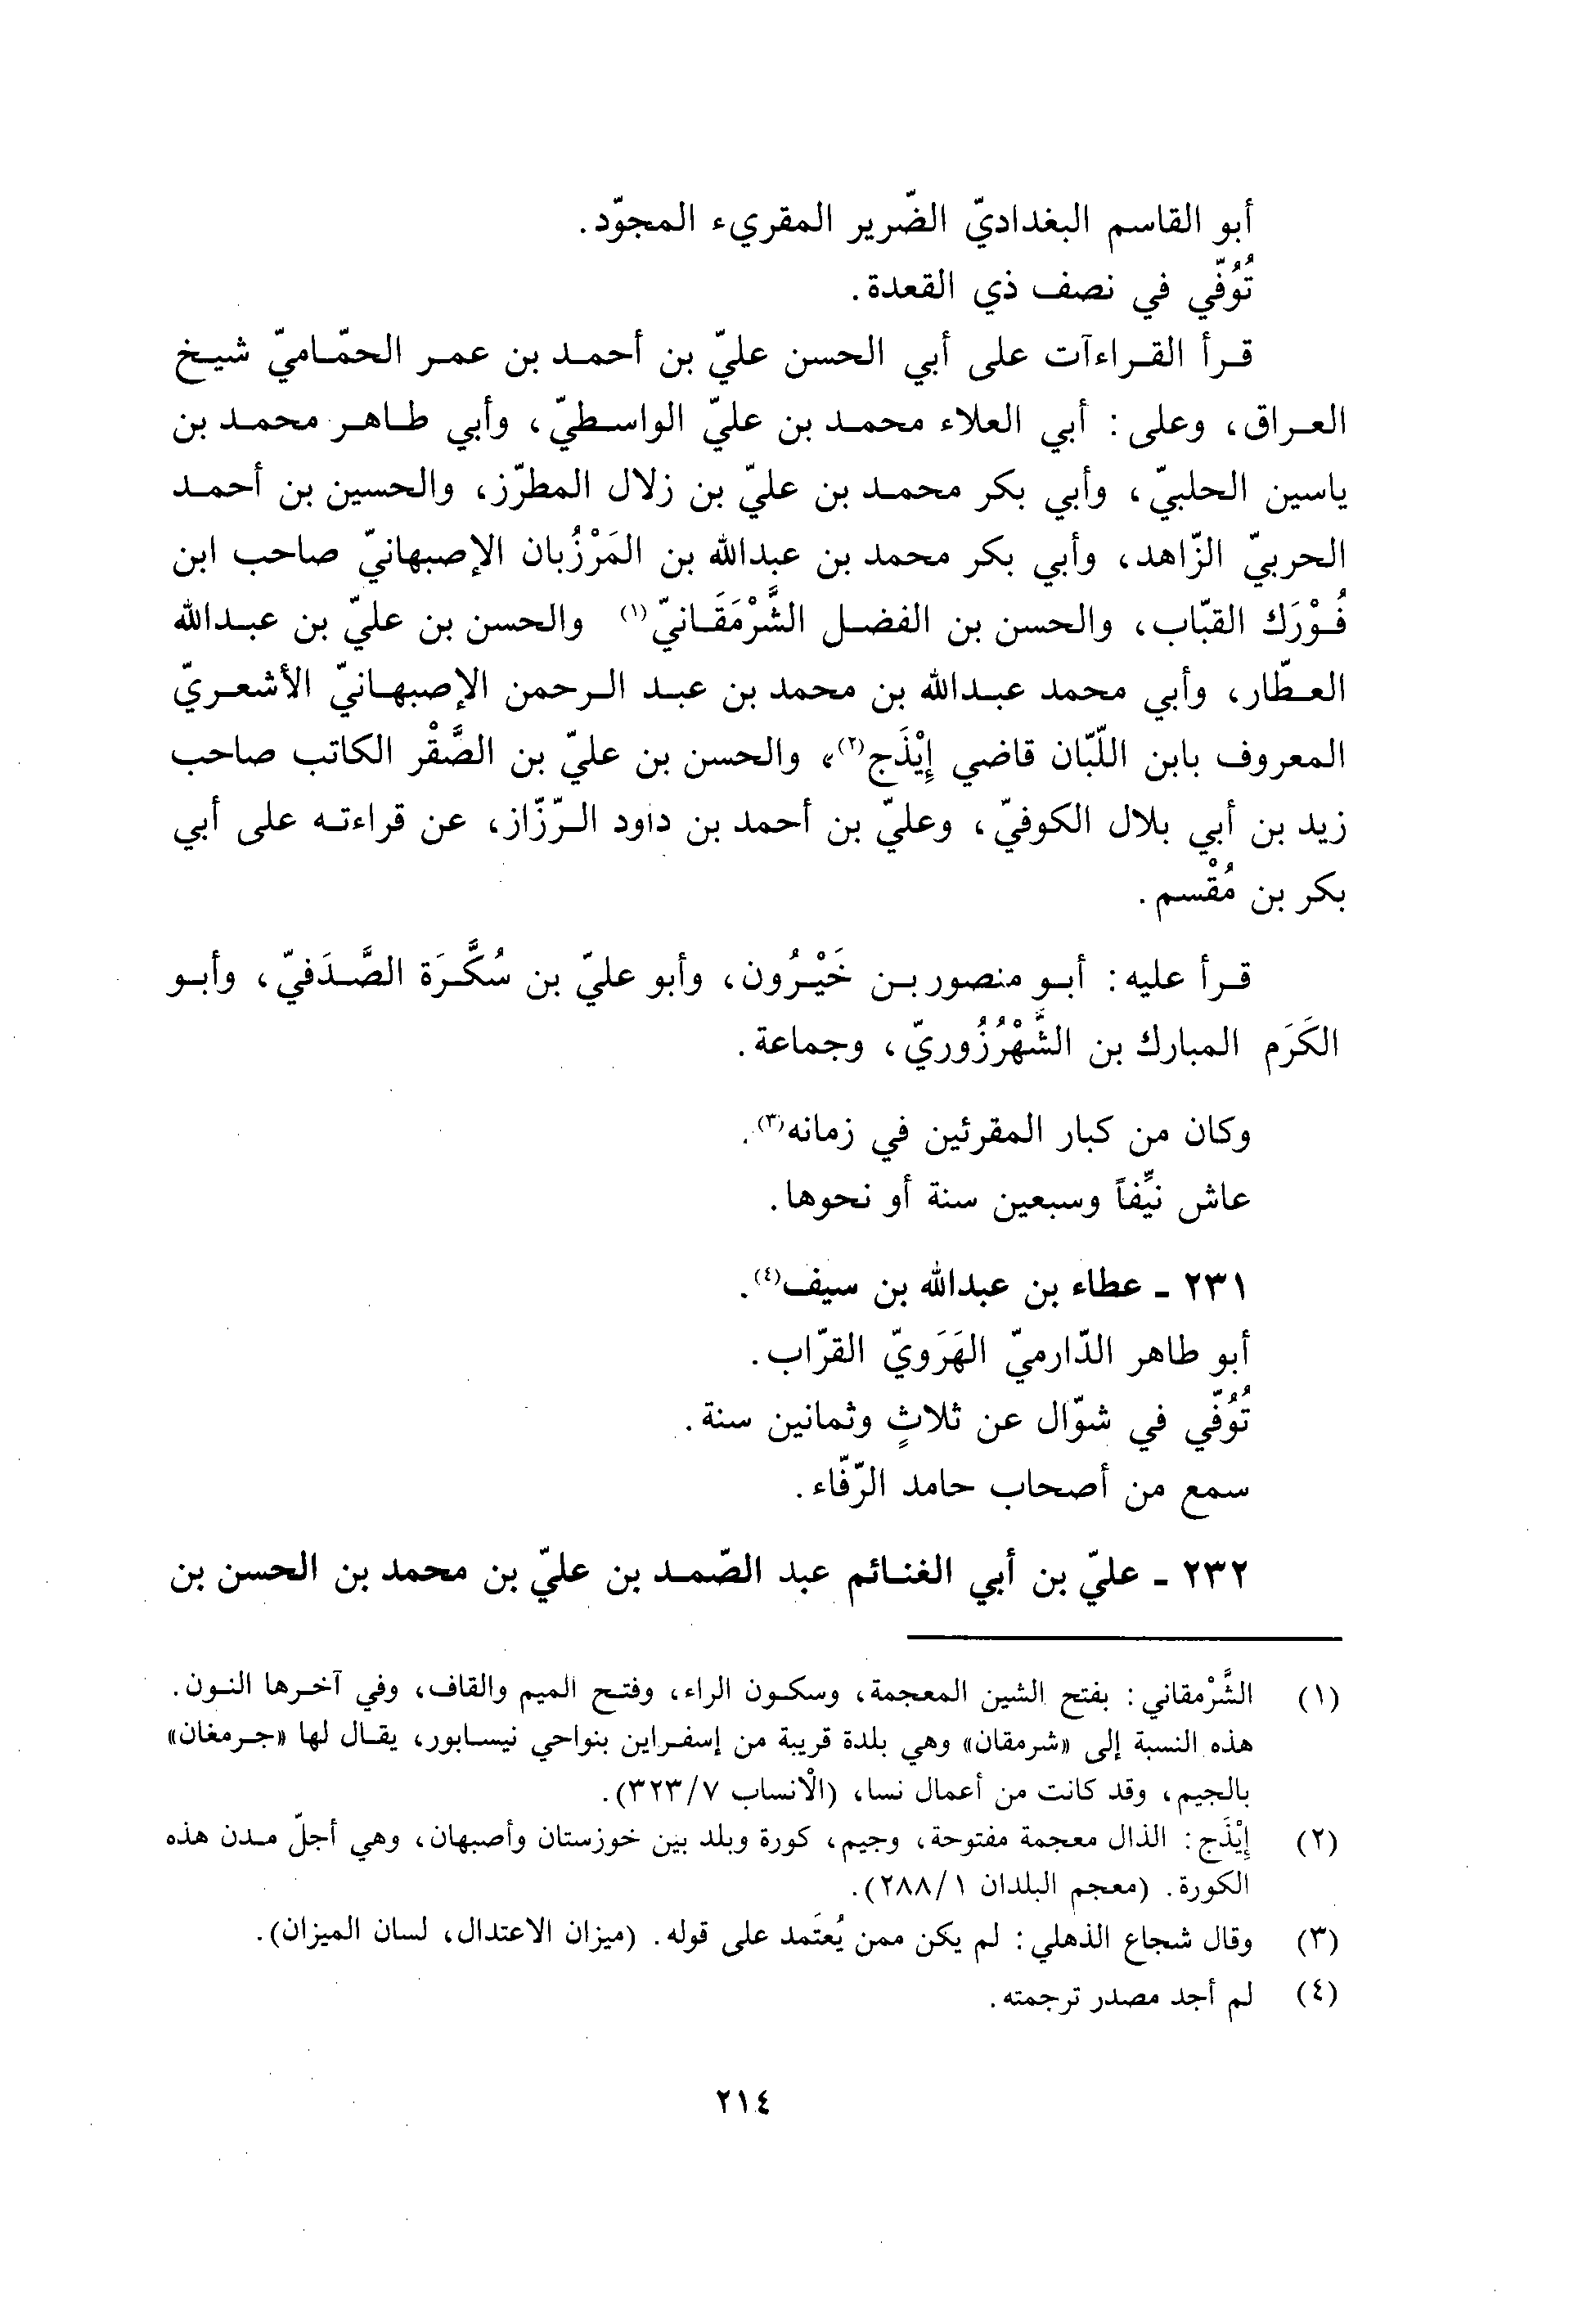 أبو القاسم البغداديّ الضّرير المقريء المجوّد.
تُوُفّي في نصف ذي القعدة.
قرأ القراءآت على أبي الحسن عليّ بن أحمد بن عمر الحمّاميّ شيخ
العراق، وعلى: أبي العلاء محمد بن عليّ الواسطيّ، وأبي طاهر محمد بن
ياسين الحلبيّ، وأبي بكر محمد بن عليّ بن زلال المطرّز، والحسين بن أحمد
الحربيّ الزّاهد، وأبي بكر محمد بن عبدالله بن المَرْزُبان الإصبهانيّ صاحب ابن
فُوْرَك القبّاب، والحسن بن الفضل الشَّرْمَقَانيّ(١) والحسن بن عليّ بن عبدالله
العطّار، وأبي محمد عبدالله بن محمد بن عبد الرحمن الإصبهانيّ الأشعريّ
المعروف بابن اللّبّان قاضي إِيْذَج(٢)، والحسن بن عليّ بن الصَّقْر الكاتب صاحب
زيد بن أبي بلال الكوفيّ، وعليّ بن أحمد بن داود الرّزّاز، عن قراءته على أبي
بكر بن مُقْسم.
قرأ عليه: أبو منصور بن خَيْرُون، وأبو عليّ بن سُكَّرَة الصَّدَفيّ، وأبو
الكَرَم المبارك بن الشَّهْرُزُوريّ، وجماعة.
وكان من كبار المقرئين في زمانه(٣).
عاش نيِّفاً وسبعين سنة أو نحوها.
٢٣١ - عطاء بن عبدالله بن سيف(٤).
أبو طاهر الدّارميّ الهَرَويّ القرّاب.
تُوُفّي في شوّال عن ثلاثٍ وثمانين سنة.
سمع من أصحاب حامد الرّفّاء.
٢٣٢ - عليّ بن أبي الغنائم عبد الصّمد بن عليّ بن محمد بن الحسن بن
(١) الشَّرْمقاني: بفتح الشين المعجمة، وسكون الراء، وفتح الميم والقاف، وفي آخرها النون.
هذه النسبة إلى «شرمقان» وهي بلدة قريبة من إسفراين بنواحي نيسابور، يقال لها «جرمغان»
بالجيم، وقد كانت من أعمال نسا، (الأنساب ٣٢٣/٧).
(٢) إِيْذَج: الذال معجمة مفتوحة، وجيم، كورة وبلد بين خوزستان وأصبهان، وهي أجلّ مدن هذه
الكورة. (معجم البلدان ٢٨٨/١).
(٣) وقال شجاع الذهلي: لم يكن ممن يُعتَمد على قوله. (ميزان الاعتدال، لسان الميزان).
(٤) لم أجد مصدر ترجمته.
٢١٤